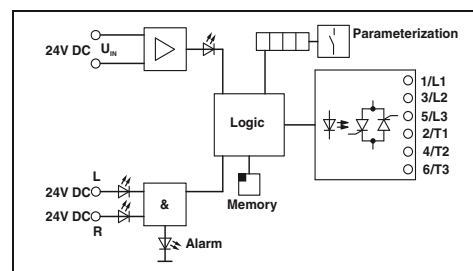 24V DC
U IN
Parameterization
Logic
1/L1
3/L2
5/L3
2/T1
4/T2
6/T3
L
24V DC
24V DC
R
&
Memory
Alarm